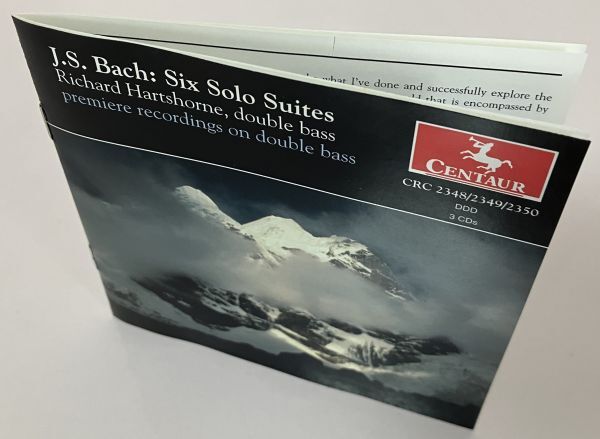 J.S. Bach: Six Solo Suites
Richard Hartshorne, double bass
premiere recordings on double bass
CENTAUR
CRC 2348/2349/2350
DDD
3 CDs
what I've done and successfully explore the
that is encompassed by